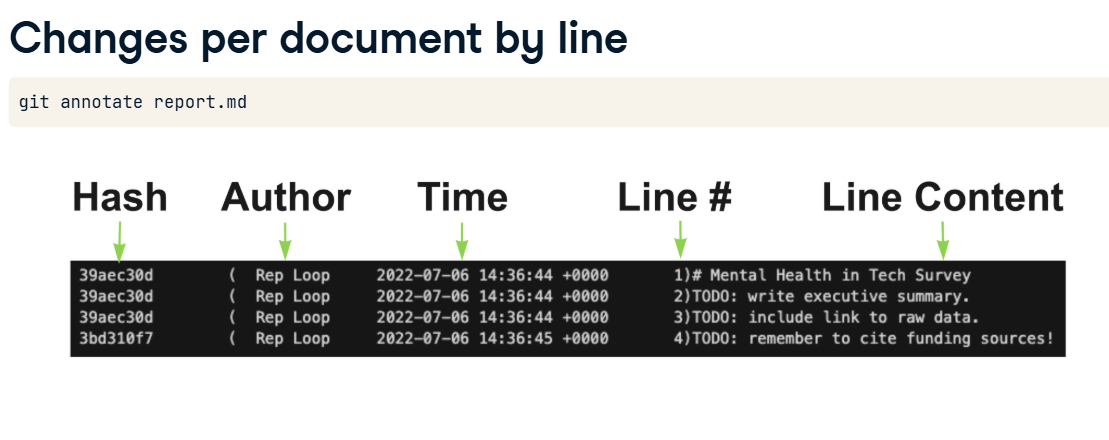 Changes per document by line
git annotate report.md
Hash Author Time Line # Line Content
39aec30d ( Rep Loop 2022-07-06 14:36:44 +0000 1)# Mental Health in Tech Survey
39aec30d ( Rep Loop 2022-07-06 14:36:44 +0000 2)TODO: write executive summary.
39aec30d ( Rep Loop 2022-07-06 14:36:44 +0000 3)TODO: include link to raw data.
3bd310f7 ( Rep Loop 2022-07-06 14:36:45 +0000 4)TODO: remember to cite funding sources!